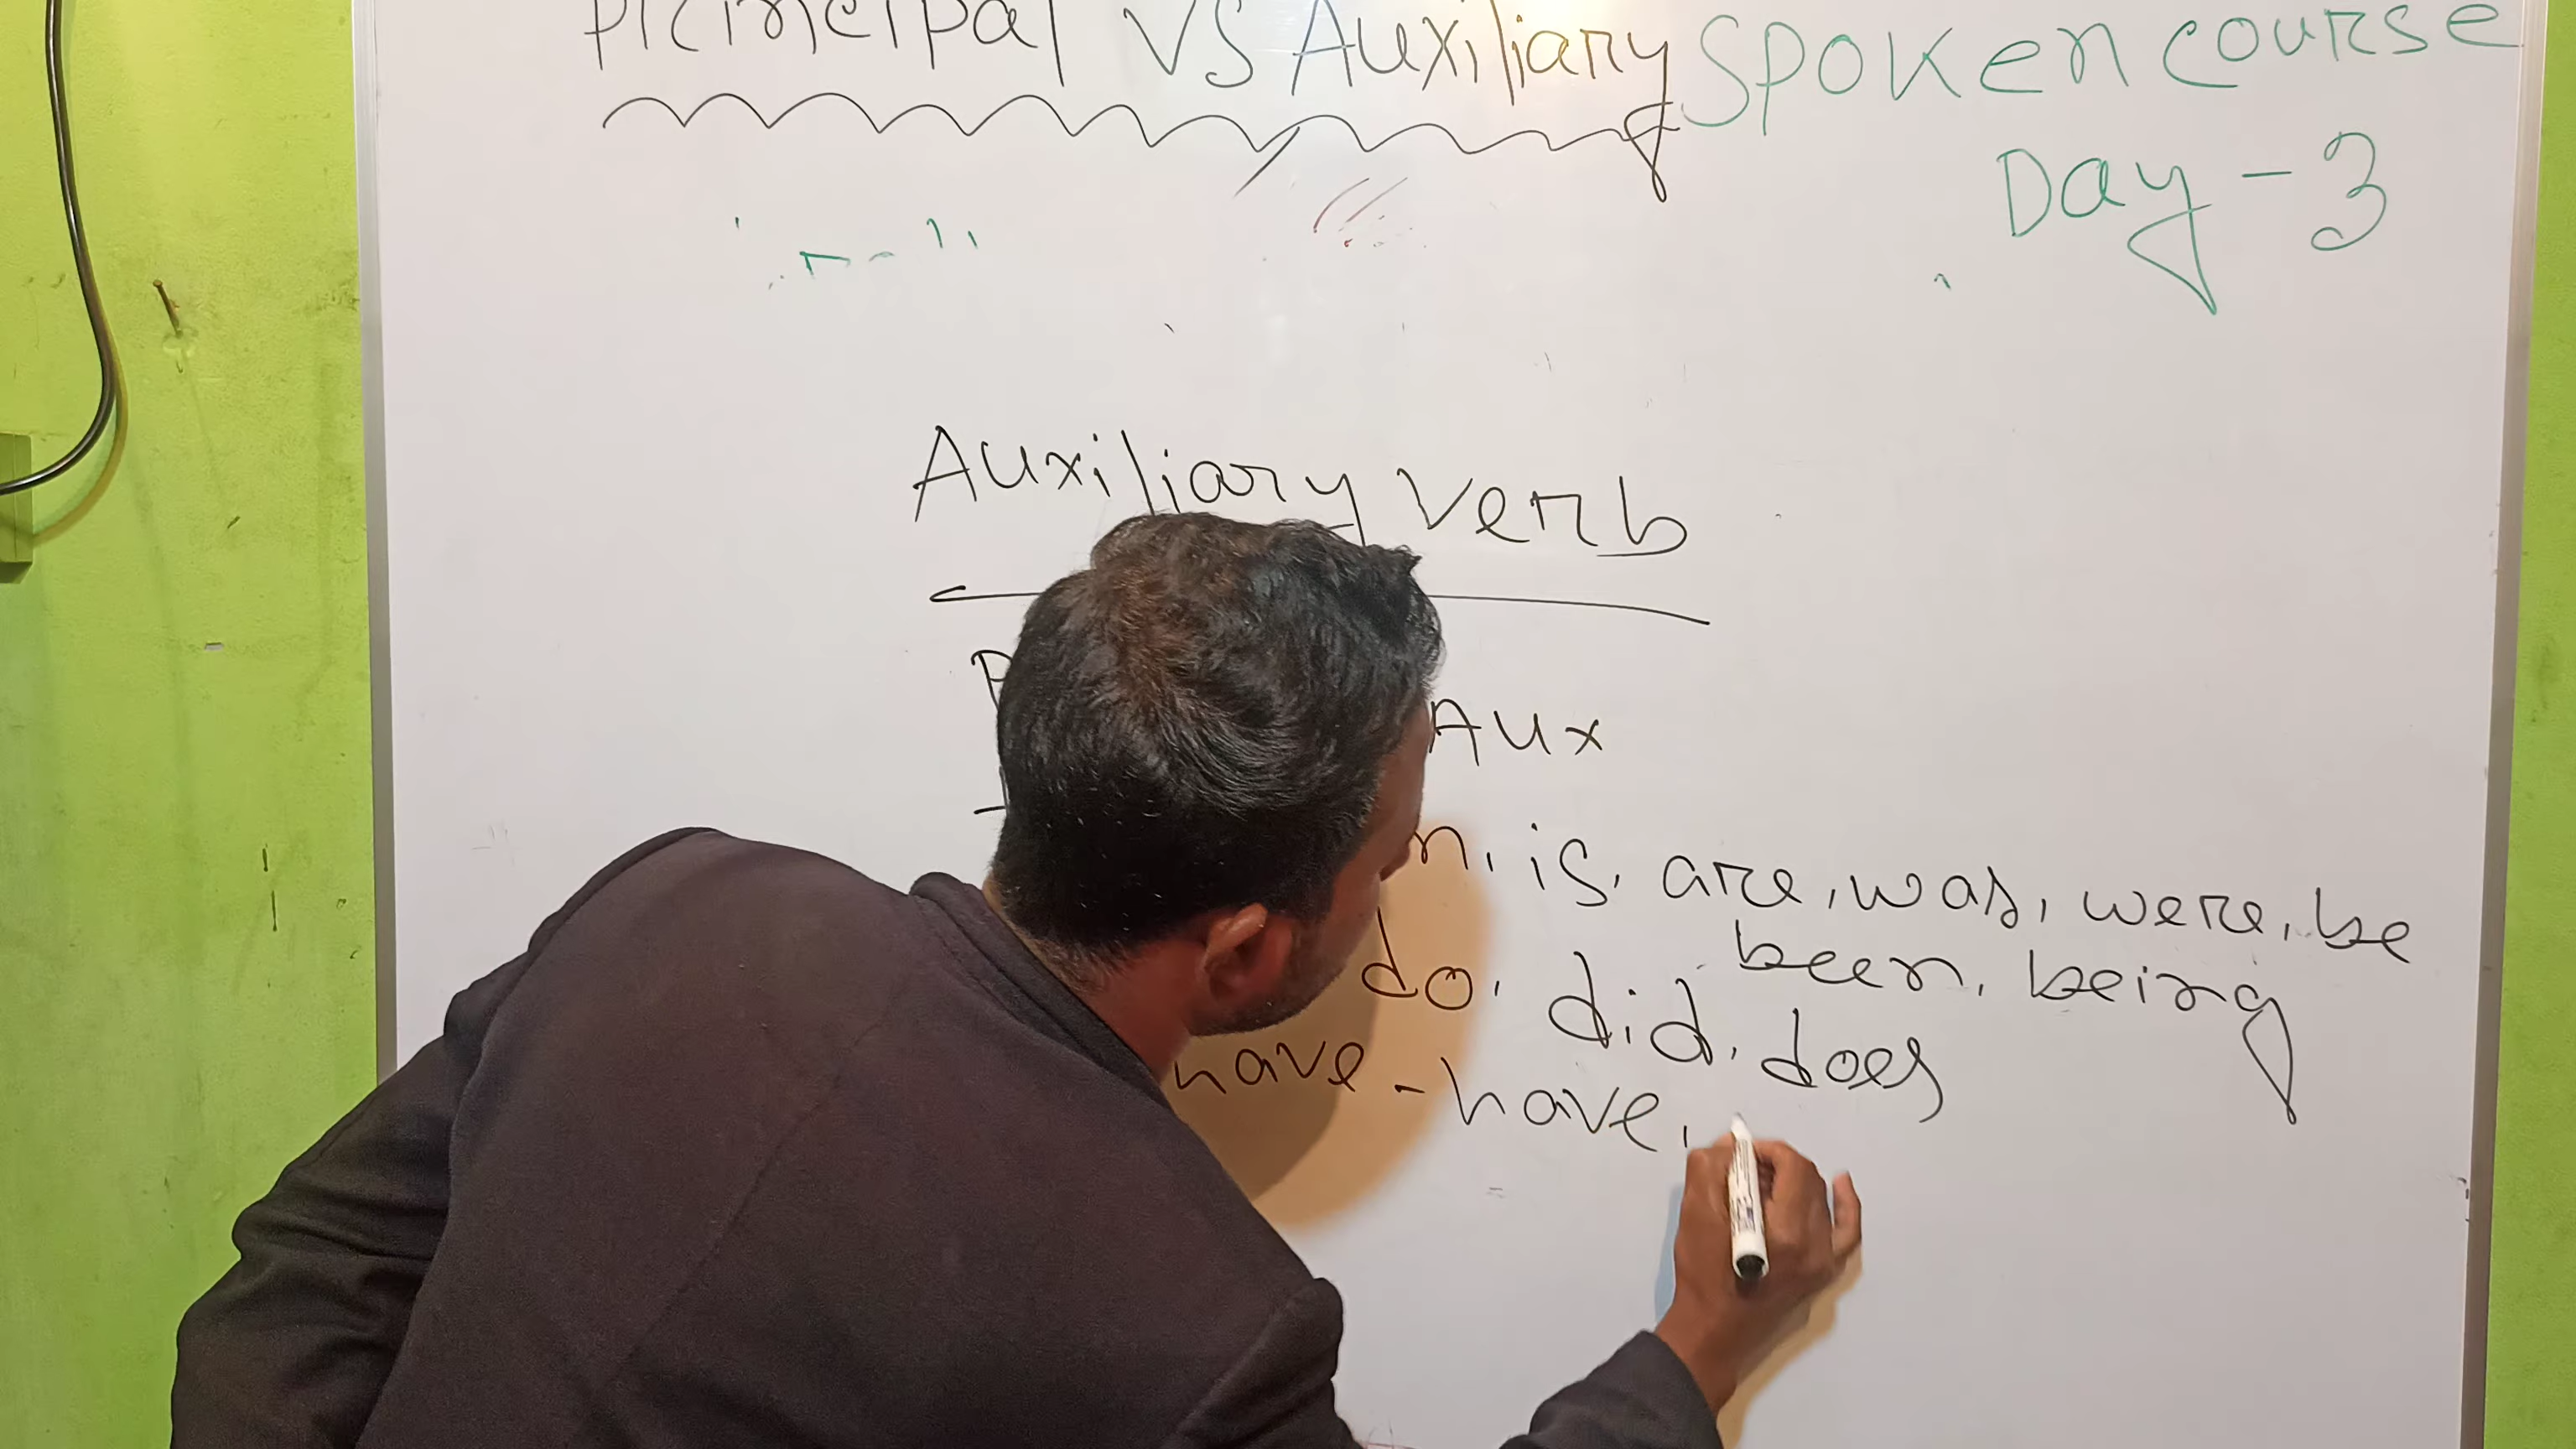 Principal VS Auxiliary
Spoken course
Day - 3
Auxiliary verb
Aux
is, are, was, were, be
been, being
do, did, does
have - have,